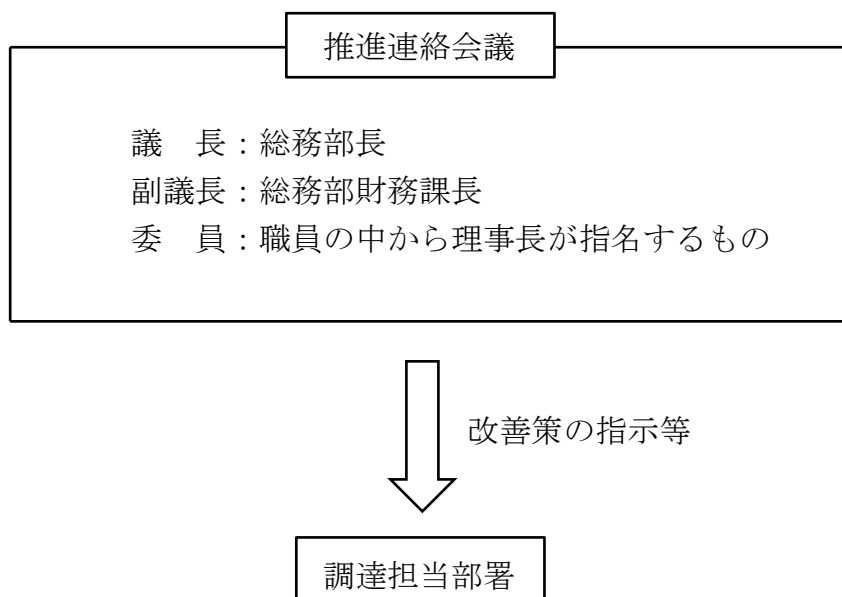 推進連絡会議
議　長：総務部長
副議長：総務部財務課長
委　員：職員の中から理事長が指名するもの
改善策の指示等
調達担当部署